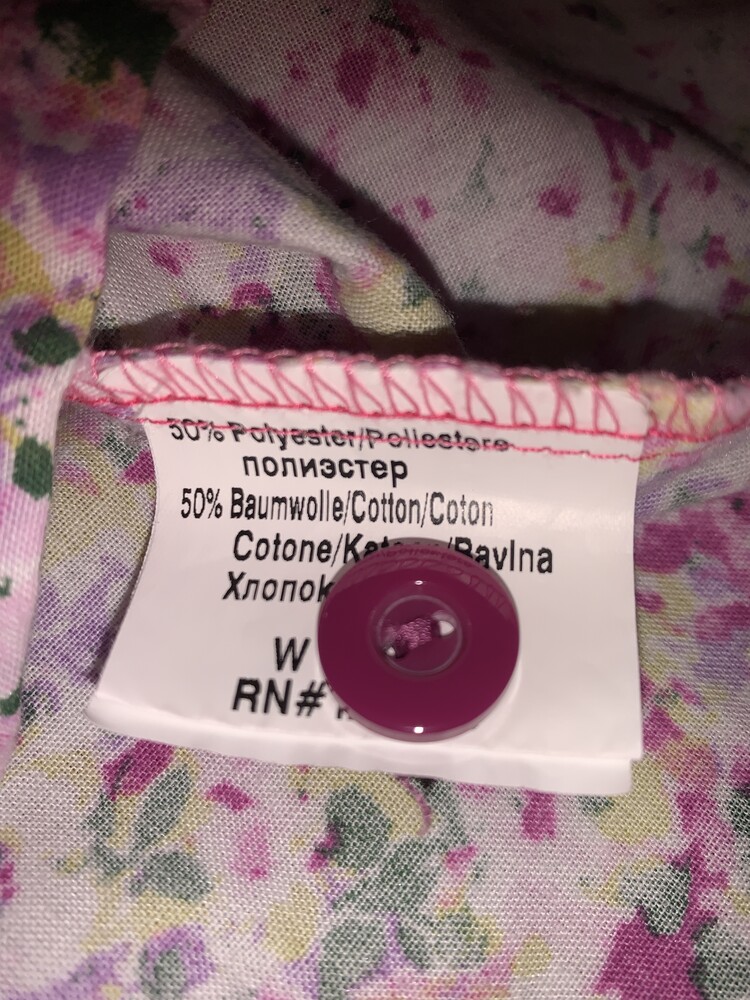 50% Polyester/Poliestere
полиэстер
50% Baumwolle/Cotton/Coton
Cotone/ /Bavlna
Хлопок
W
RN#